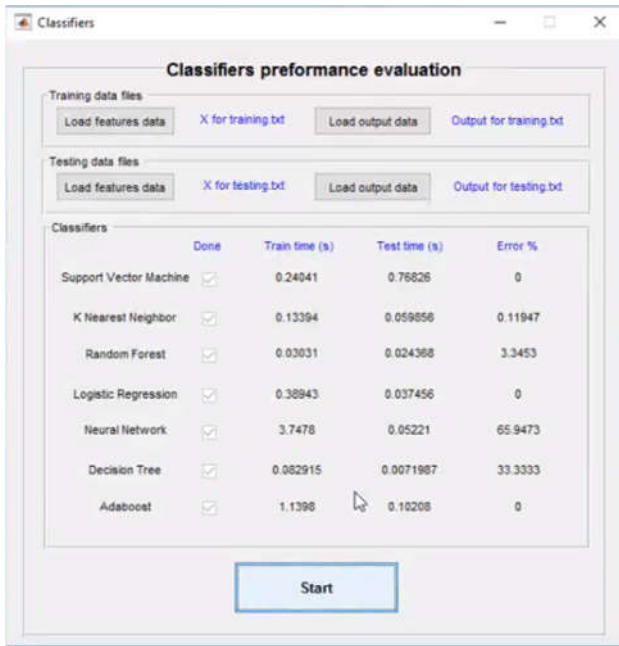 Classifiers
Classifiers preformance evaluation
Training data files
Load features data X for training.txt Load output data Output for training.txt
Testing data files
Load features data X for testing.txt Load output data Output for testing.txt
Classifiers
Done Train time (s) Test time (s) Error %
Support Vector Machine 0.24041 0.76826 0
K Nearest Neighbor 0.13394 0.059856 0.11947
Random Forest 0.03031 0.024368 3.3453
Logistic Regression 0.38943 0.037456 0
Neural Network 3.7478 0.05221 65.9473
Decision Tree 0.082915 0.0071987 33.3333
Adaboost 1.1398 0.10208 0
Start